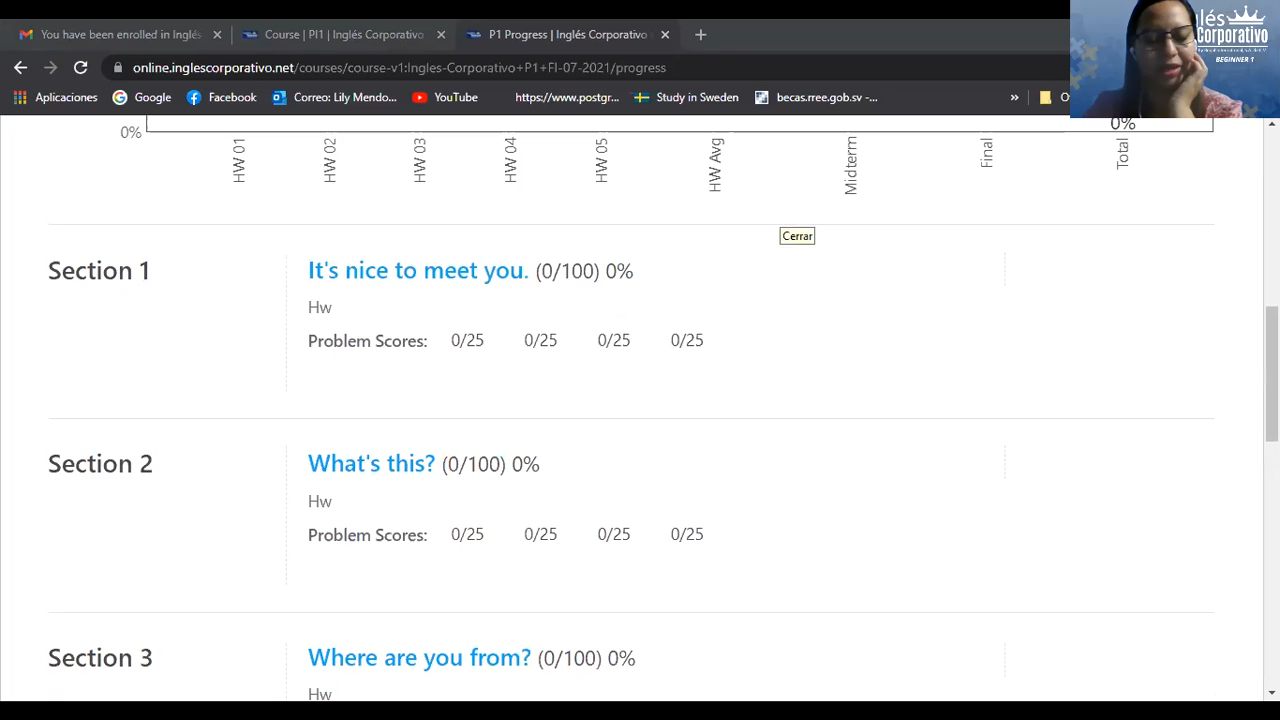 You have been enrolled in Inglés
Course | PI1 | Inglés Corporativo
P1 Progress | Inglés Corporativo
online.inglescorporativo.net/courses/course-v1:Ingles-Corporativo+P1+1-07-2021/progress
Aplicaciones
Google
Facebook
Correo: Lily Mendo...
YouTube
https://www.postgr...
Study in Sweden
becas.rree.gob.sv –...
»
Inglés
Corporativo
BEGINNER 1
0%
0%
HW 01
HW 02
HW 03
HW 04
HW 05
HW Avg
Midterm
Final
Total
Cerrar
Section 1
It's nice to meet you. (0/100) 0%
Hw
Problem Scores: 0/25 0/25 0/25 0/25
Section 2
What's this? (0/100) 0%
Hw
Problem Scores: 0/25 0/25 0/25 0/25
Section 3
Where are you from? (0/100) 0%
Hw